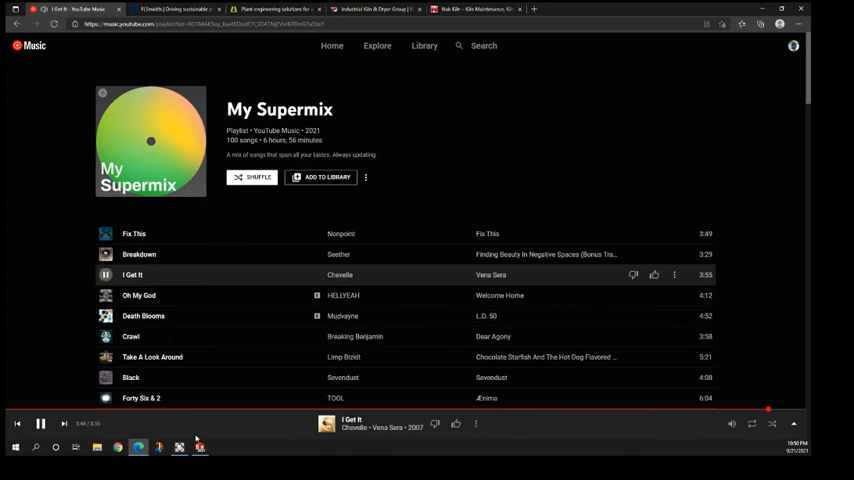 I Get It - YouTube Music
FLSmidth | Driving sustainable p
Plant engineering solutions for
Industrial Kiln & Dryer Group | R
Nak Kiln – Kiln Maintenance, Kil
Music
Home
Explore
Library
Search
My Supermix
My Supermix
Playlist • YouTube Music • 2021
100 songs • 6 hours, 56 minutes
A mix of songs that span all your tastes. Always updating.
SHUFFLE
ADD TO LIBRARY
Fix This Nonpoint Fix This 3:49
Breakdown Seether Finding Beauty In Negative Spaces (Bonus Tra... 3:29
I Get It Chevelle Vena Sera 3:55
Oh My God E HELLYEAH Welcome Home 4:12
Death Blooms E Mudvayne L.D. 50 4:52
Crawl Breaking Benjamin Dear Agony 3:58
Take A Look Around Limp Bizkit Chocolate Starfish And The Hot Dog Flavored ... 5:21
Black Sevendust Sevendust 4:08
Forty Six & 2 TOOL Ænima 6:04
3:44 / 3:55
I Get It
Chevelle • Vena Sera • 2007
10:50 PM
9/21/2021